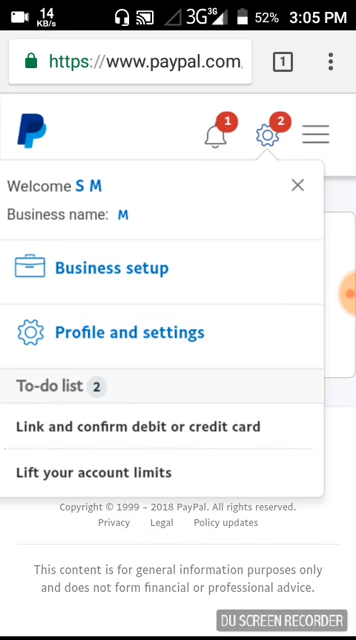 14
KB/s
3G
3G
52%
3:05 PM
https://www.paypal.com
1
1
2
Welcome S M
Business name: M
Business setup
Profile and settings
To-do list 2
Link and confirm debit or credit card
Lift your account limits
Copyright © 1999 – 2018 PayPal. All rights reserved.
Privacy Legal Policy updates
This content is for general information purposes only
and does not form financial or professional advice.
DU SCREEN RECORDER